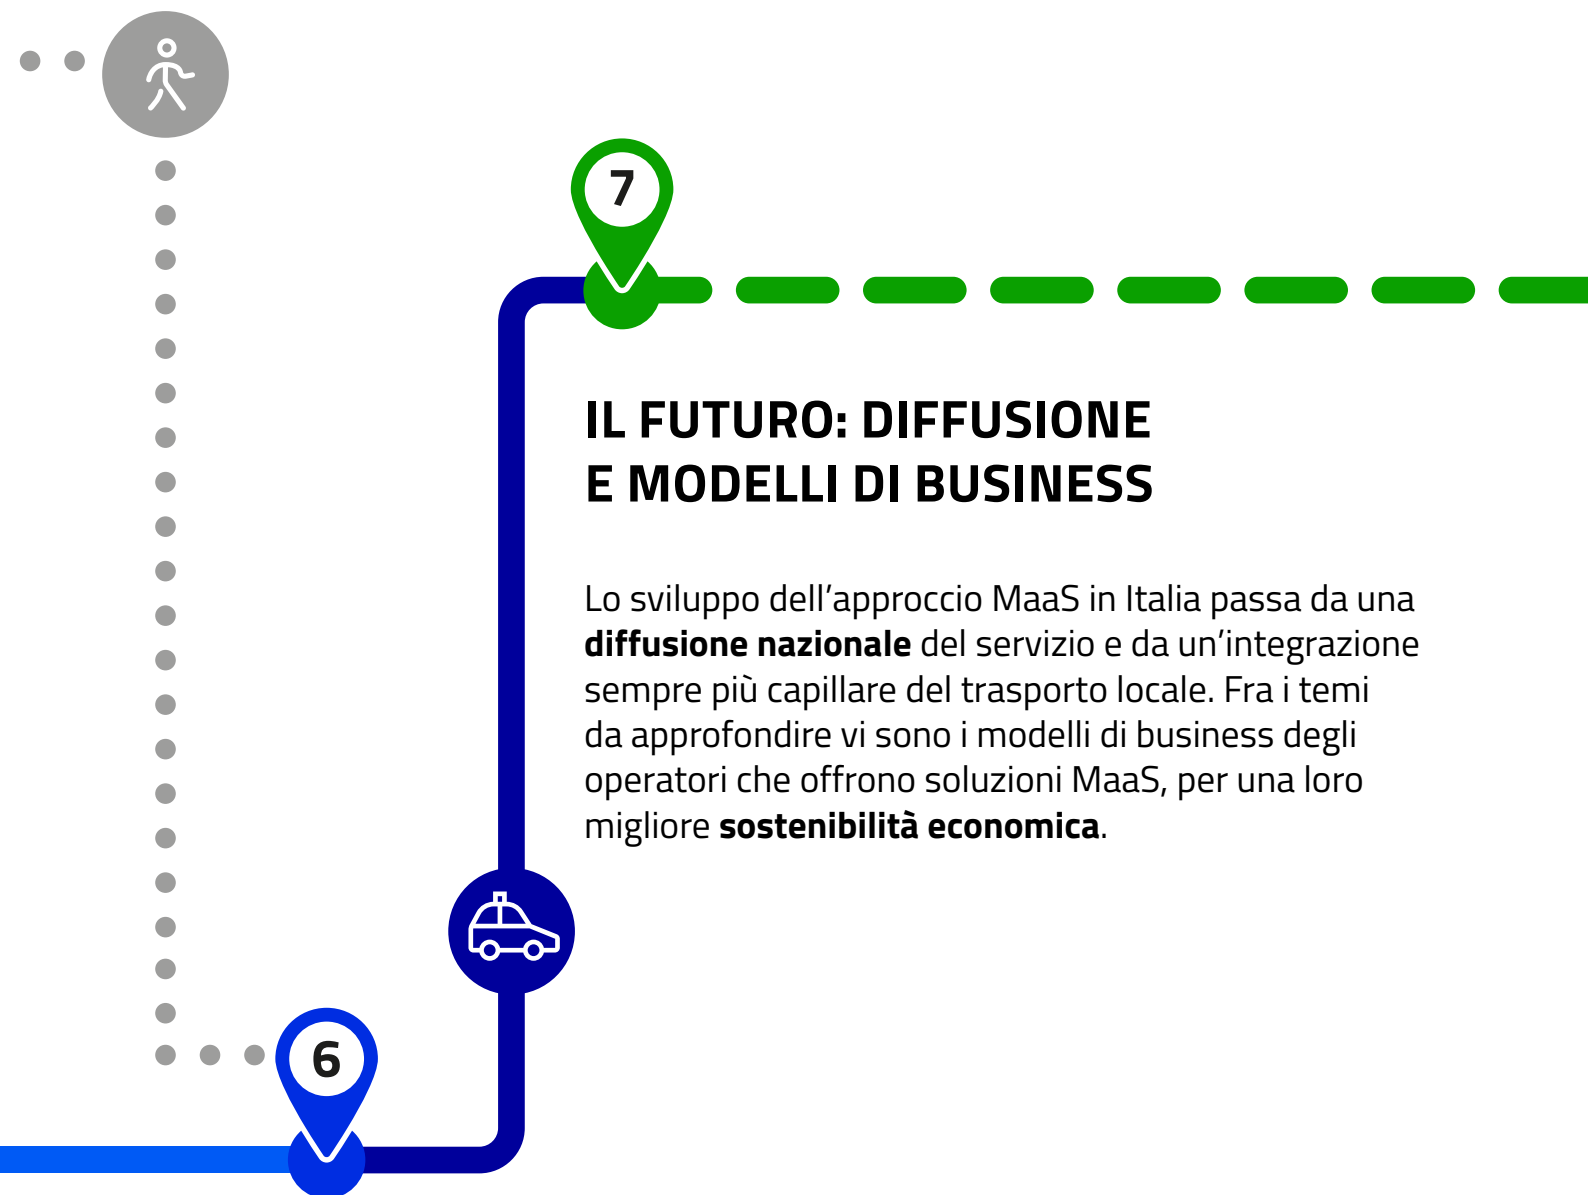 7
IL FUTURO: DIFFUSIONE
E MODELLI DI BUSINESS
Lo sviluppo dell’approccio MaaS in Italia passa da una
diffusione nazionale del servizio e da un’integrazione
sempre più capillare del trasporto locale. Fra i temi
da approfondire vi sono i modelli di business degli
operatori che offrono soluzioni MaaS, per una loro
migliore sostenibilità economica.
6